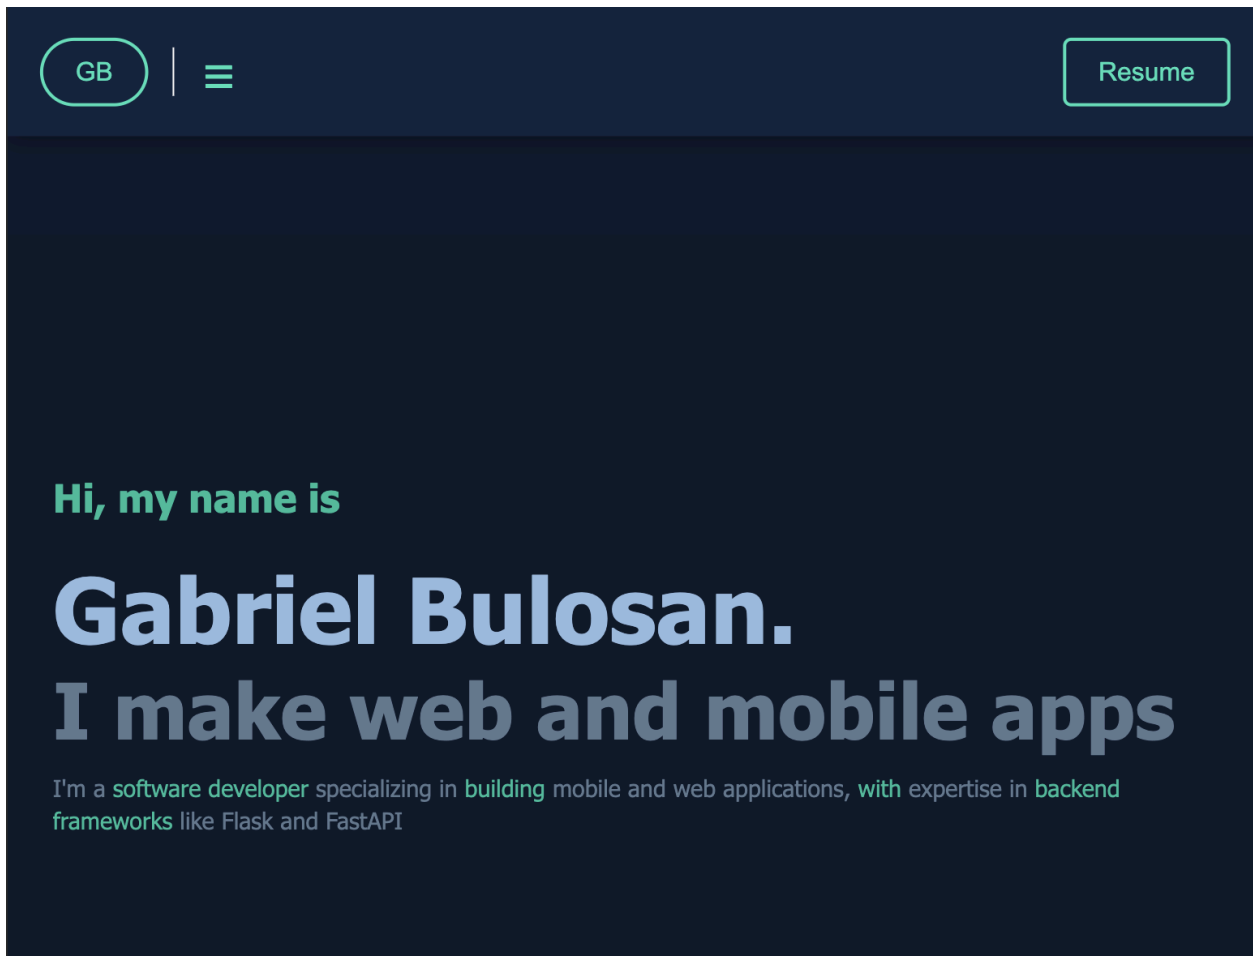 GB
Resume
Hi, my name is
Gabriel Bulosan.
I make web and mobile apps
I'm a software developer specializing in building mobile and web applications, with expertise in backend
frameworks like Flask and FastAPI